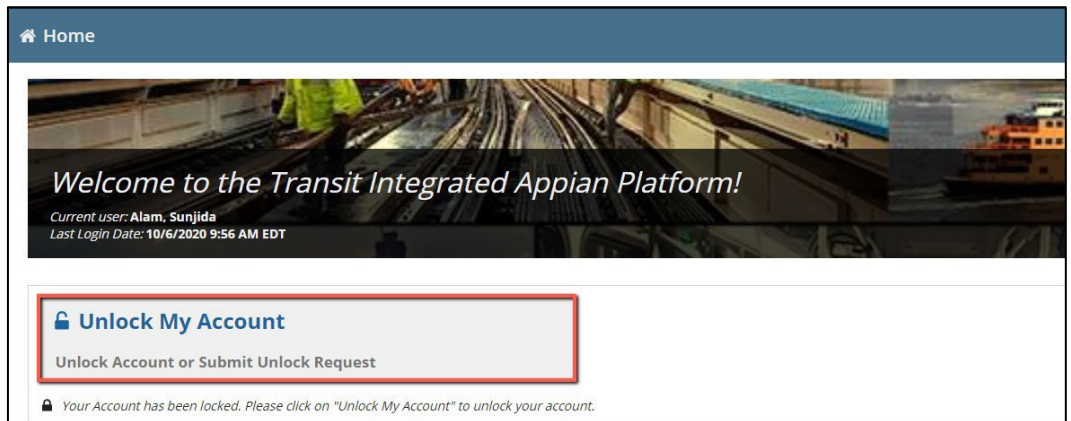 Home
Welcome to the Transit Integrated Appian Platform!
Current user: Alam, Sunjida
Last Login Date: 10/6/2020 9:56 AM EDT
Unlock My Account
Unlock Account or Submit Unlock Request
Your Account has been locked. Please click on "Unlock My Account" to unlock your account.